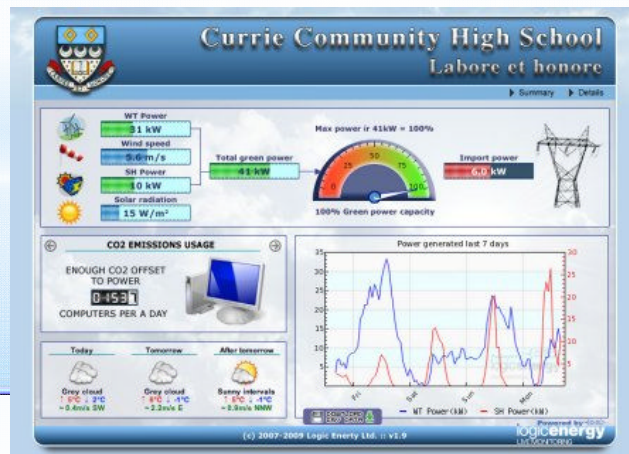 Currie Community High School
Labore et honore
Summary
Details
WT Power
31 kW
Wind speed
5.6 m/s
SH Power
10 kW
Solar radiation
15 W/m²
Total green power
41 kW
Max power ir 41kW = 100%
0
25
50
75
100
100% Green power capacity
Import power
6.0 kW
CO2 EMISSIONS USAGE
ENOUGH CO2 OFFSET
TO POWER
COMPUTERS PER A DAY
Today
Grey cloud
Tomorrow
Grey cloud
After tomorrow
Sunny intervals
Power generated last 7 days
35
30
25
20
15
10
5
30
25
20
15
10
5
Fri
Sat
Sun
Mon
WT Power(kW)
SH Power(kW)
Powered by
logicenergy
LIVE MONITORING
(c) 2007-2009 Logic Enerty Ltd. :: v1.9